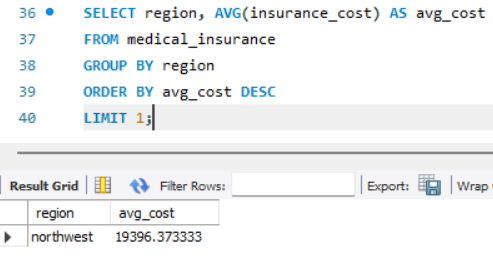 36 SELECT region, AVG(insurance_cost) AS avg_cost
37 FROM medical_insurance
38 GROUP BY region
39 ORDER BY avg_cost DESC
40 LIMIT 1;
Result Grid Filter Rows: Export: Wrap
region avg_cost
northwest 19396.373333